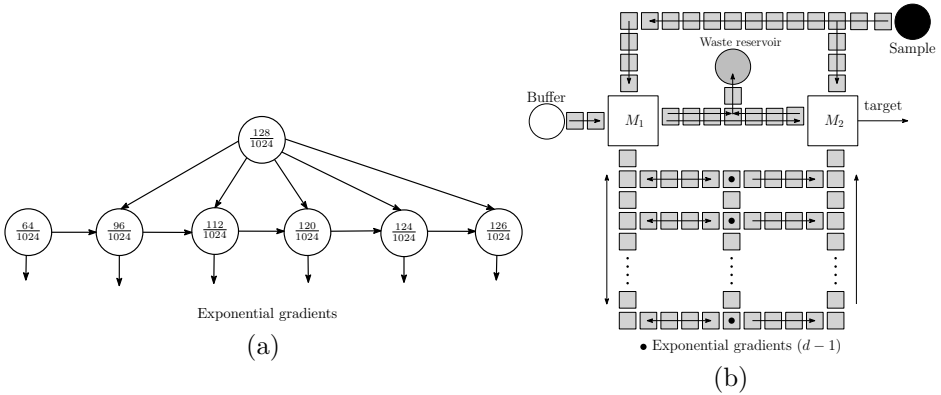 128/1024
64/1024
96/1024
112/1024
120/1024
124/1024
126/1024
Exponential gradients
(a)
Sample
Waste reservoir
Buffer
M₁
M₂
target
• Exponential gradients (d − 1)
(b)